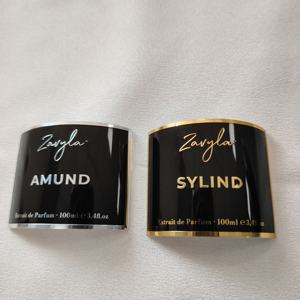 Zavyla
AMUND
Extrait de Parfum · 100ml e 3,4fl.oz
Zavyla
SYLIND
Extrait de Parfum · 100ml e 3,4fl.oz